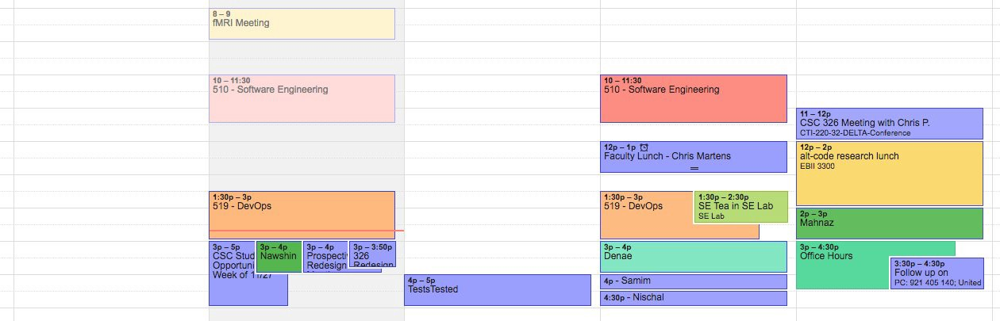 8 – 9
fMRI Meeting
10 – 11:30
510 - Software Engineering
1:30p – 3p
519 - DevOps
3p – 5p
CSC Stud
Opportuni
Week of 11/27
3p – 4p
Nawshin
3p – 4p
Prospectiv
Redesign
3p – 3:50p
326
Redesign
4p – 5p
TestsTested
10 – 11:30
510 - Software Engineering
12p – 1p
Faculty Lunch - Chris Martens
1:30p – 3p
519 - DevOps
1:30p – 2:30p
SE Tea in SE Lab
SE Lab
3p – 4p
Denae
4p - Samim
4:30p - Nischal
11 – 12p
CSC 326 Meeting with Chris P.
CTI-220-32-DELTA-Conference
12p – 2p
alt-code research lunch
EBII 3300
2p – 3p
Mahnaz
3p – 4:30p
Office Hours
3:30p – 4:30p
Follow up on
PC: 921 405 140; United